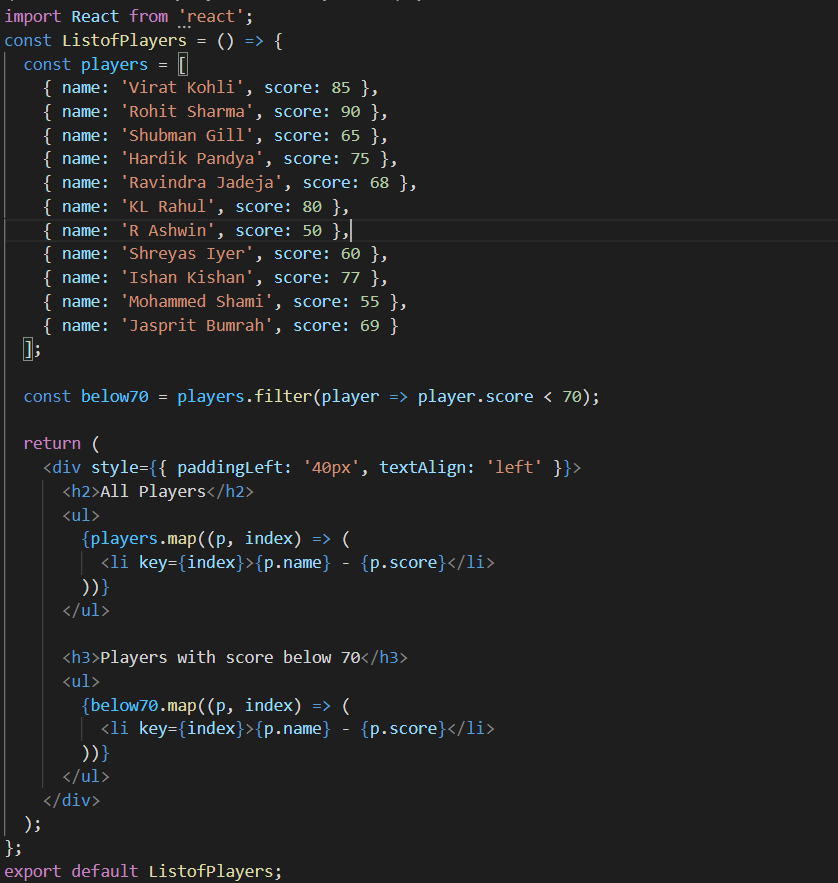 import React from 'react';
const ListofPlayers = () => {
  const players = [
    { name: 'Virat Kohli', score: 85 },
    { name: 'Rohit Sharma', score: 90 },
    { name: 'Shubman Gill', score: 65 },
    { name: 'Hardik Pandya', score: 75 },
    { name: 'Ravindra Jadeja', score: 68 },
    { name: 'KL Rahul', score: 80 },
    { name: 'R Ashwin', score: 50 },
    { name: 'Shreyas Iyer', score: 60 },
    { name: 'Ishan Kishan', score: 77 },
    { name: 'Mohammed Shami', score: 55 },
    { name: 'Jasprit Bumrah', score: 69 }
  ];

  const below70 = players.filter(player => player.score < 70);

  return (
    <div style={{ paddingLeft: '40px', textAlign: 'left' }}>
      <h2>All Players</h2>
      <ul>
        {players.map((p, index) => (
          <li key={index}>{p.name} - {p.score}</li>
        ))}
      </ul>

      <h3>Players with score below 70</h3>
      <ul>
        {below70.map((p, index) => (
          <li key={index}>{p.name} - {p.score}</li>
        ))}
      </ul>
    </div>
  );
};
export default ListofPlayers;